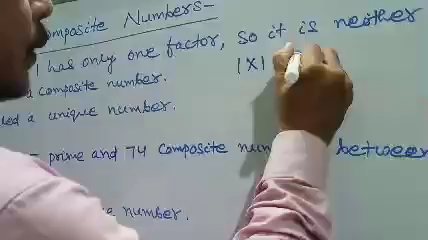 omposite Numbers-
1 has only one factor, so it is neither
a composite number. 1X1
led a unique number.
prime and 74 composite num between
number.